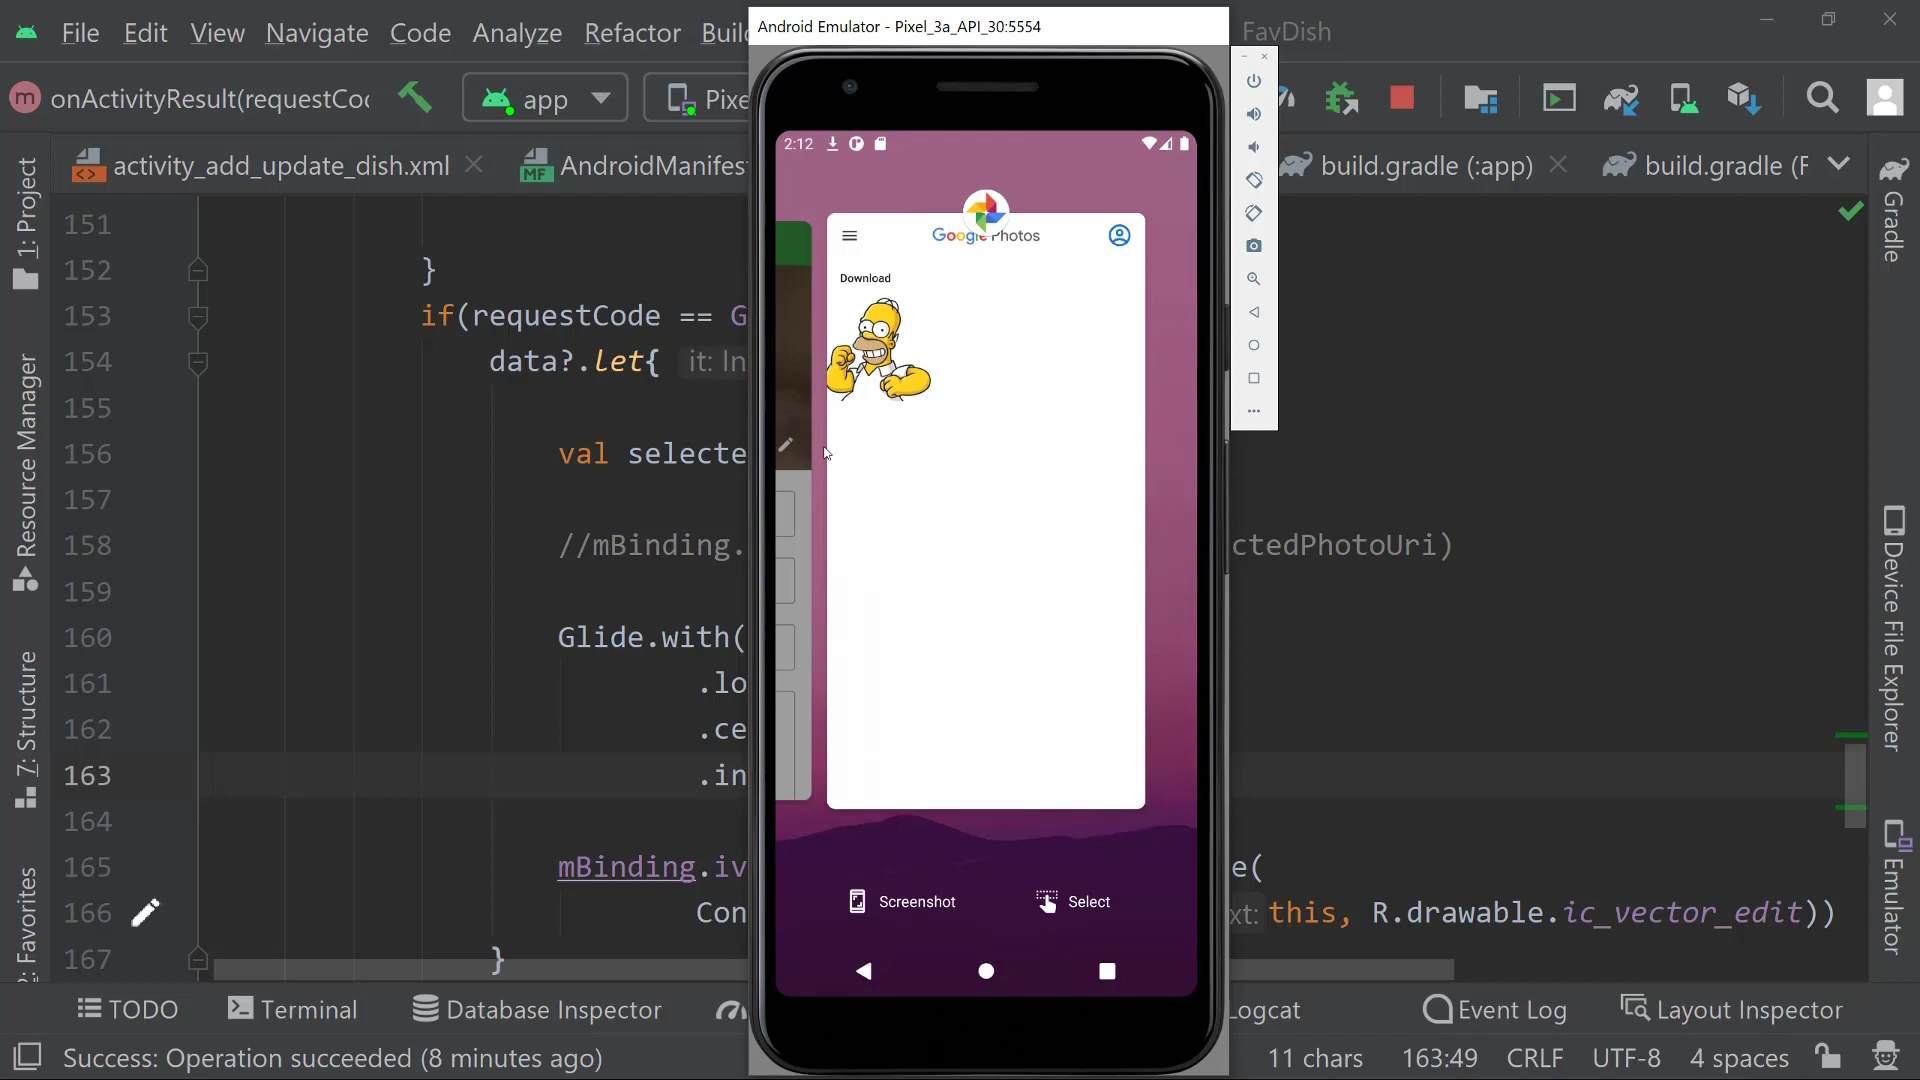 Android Emulator - Pixel_3a_API_30:5554
File Edit View Navigate Code Analyze Refactor Buil FavDish
m onActivityResult(requestCo app Pixe
activity_add_update_dish.xml AndroidManifest build.gradle (:app) build.gradle (F
2:12
Google Photos
Download
151
152 }
153 if(requestCode == G
154 data?.let{ it: In
155
156 val selecte
157
158 //mBinding. ctedPhotoUri)
159
160 Glide.with(
161 .lo
162 .ce
163 .in
164
165 mBinding.iv e(
166 Con xt: this, R.drawable.ic_vector_edit))
167 }
Screenshot Select
1: Project
Resource Manager
7: Structure
2: Favorites
Gradle
Device File Explorer
Emulator
TODO Terminal Database Inspector Logcat Event Log Layout Inspector
Success: Operation succeeded (8 minutes ago) 11 chars 163:49 CRLF UTF-8 4 spaces